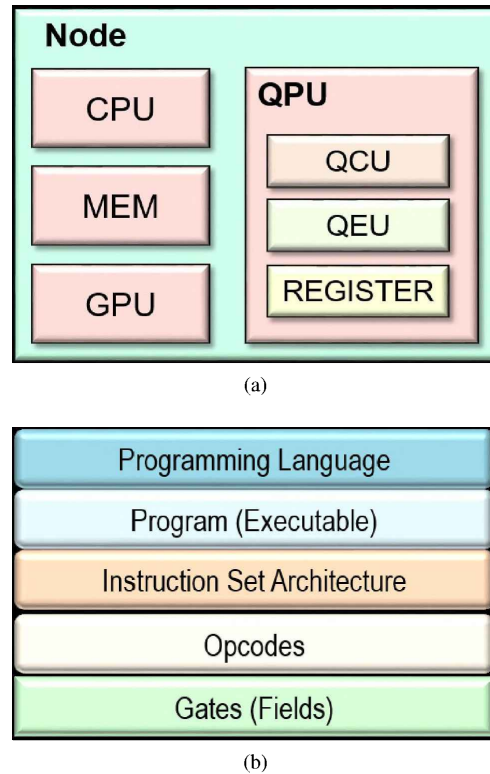 Node
CPU
MEM
GPU
QPU
QCU
QEU
REGISTER
(a)
Programming Language
Program (Executable)
Instruction Set Architecture
Opcodes
Gates (Fields)
(b)